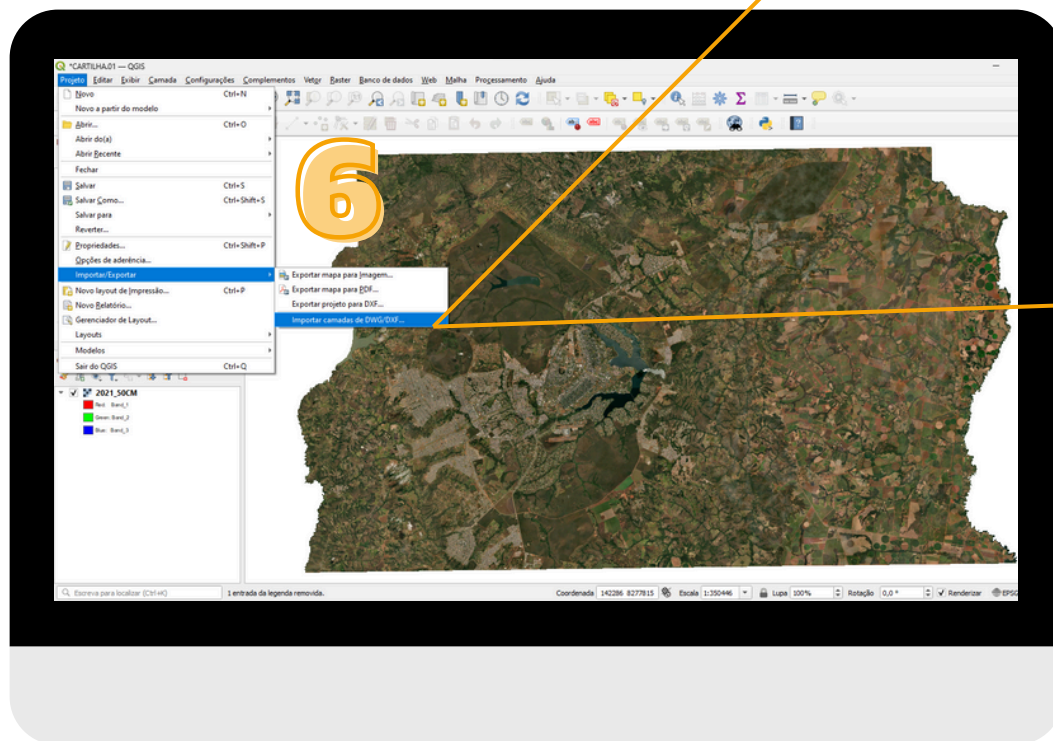 *CARTILHA.01 — QGIS
Projeto Editar Exibir Camada Configurações Complementos Vetor Raster Banco de dados Web Malha Processamento Ajuda
Novo Ctrl+N
Novo a partir do modelo
Abrir... Ctrl+O
Abrir do(a)
Abrir Recente
Fechar
Salvar Ctrl+S
Salvar Como... Ctrl+Shift+S
Salvar para
Reverter...
Propriedades... Ctrl+Shift+P
Opções de aderência...
Importar/Exportar
Novo layout de Impressão... Ctrl+P
Novo Relatório...
Gerenciador de Layout...
Layouts
Modelos
Sair do QGIS Ctrl+Q
6
Exportar mapa para Imagem...
Exportar mapa para PDF...
Exportar projeto para DXF...
Importar camadas de DWG/DXF...
2021_50CM
Red: Band_1
Green: Band_2
Blue: Band_3
Escreva para localizar (Ctrl+K) 1 entrada da legenda removida. Coordenada 142286 8277815 Escala 1:350446 Lupa 100% Rotação 0,0 ° Renderizar